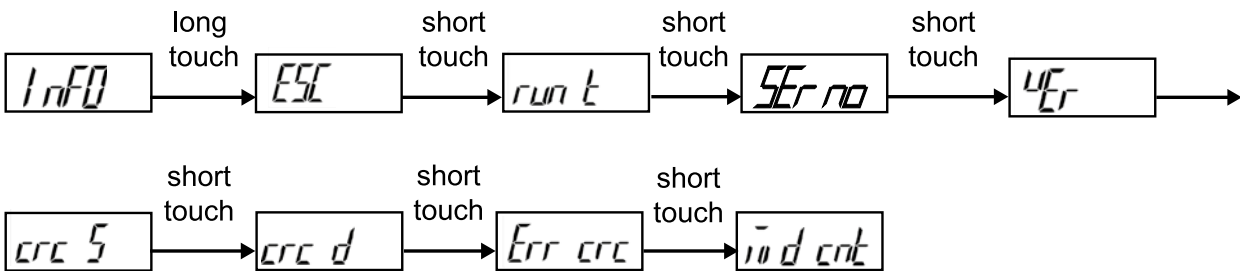 long touch short touch short touch short touch
InFO ESC run t SEr no VEr
short touch short touch short touch
crc S crc d Err crc